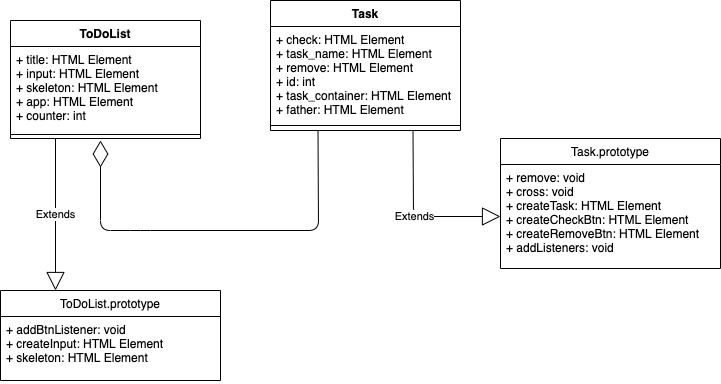 ToDoList
+ title: HTML Element
+ input: HTML Element
+ skeleton: HTML Element
+ app: HTML Element
+ counter: int
Task
+ check: HTML Element
+ task_name: HTML Element
+ remove: HTML Element
+ id: int
+ task_container: HTML Element
+ father: HTML Element
Task.prototype
+ remove: void
+ cross: void
+ createTask: HTML Element
+ createCheckBtn: HTML Element
+ createRemoveBtn: HTML Element
+ addListeners: void
Extends
Extends
ToDoList.prototype
+ addBtnListener: void
+ createInput: HTML Element
+ skeleton: HTML Element